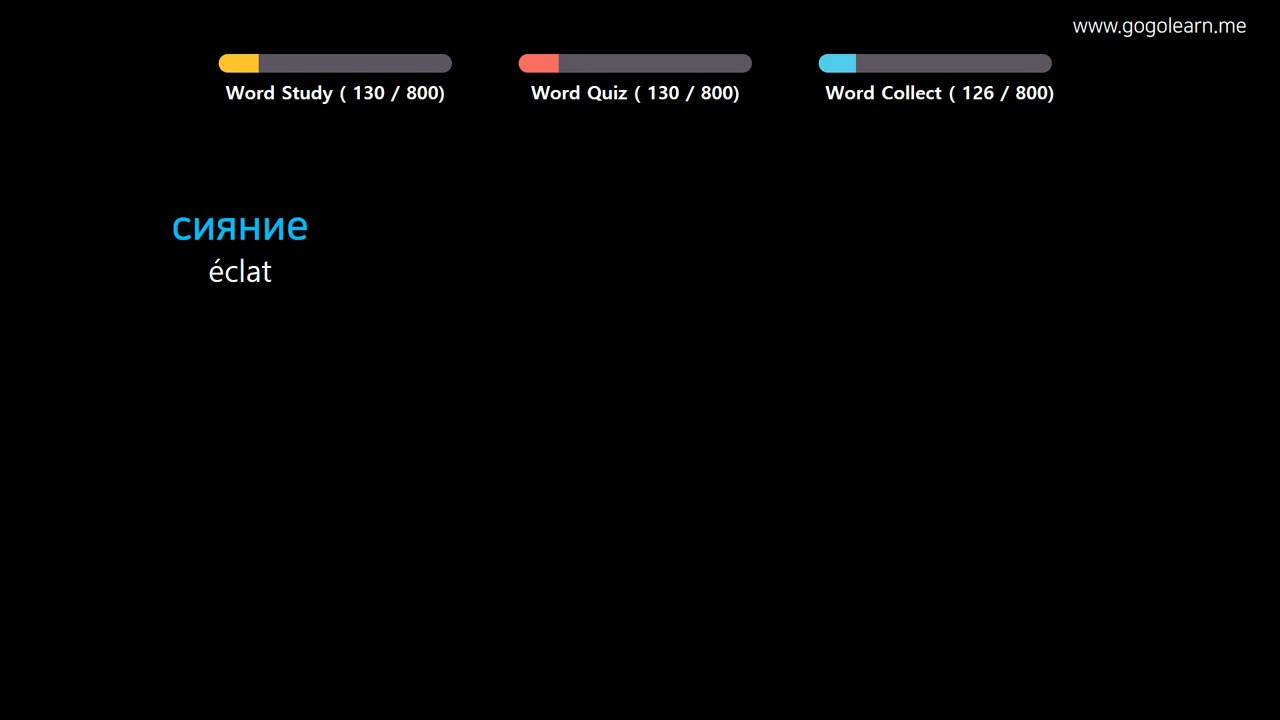 www.gogolearn.me
Word Study ( 130 / 800)
Word Quiz ( 130 / 800)
Word Collect ( 126 / 800)
сияние
éclat